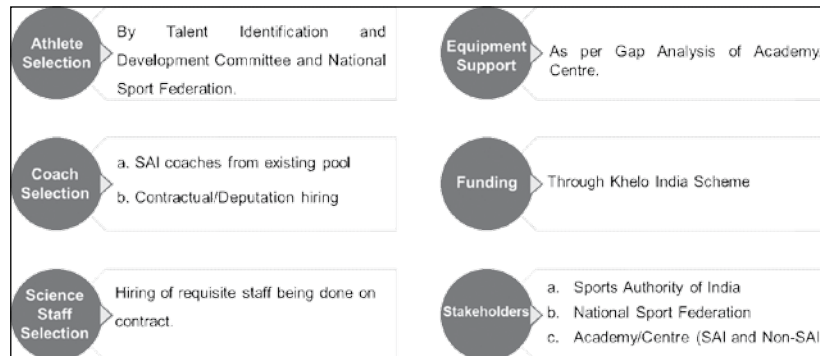 Athlete
Selection
By Talent Identification and
Development Committee and National
Sport Federation.
Equipment
Support
As per Gap Analysis of Academy/
Centre.
Coach
Selection
a. SAI coaches from existing pool
b. Contractual/Deputation hiring
Funding
Through Khelo India Scheme
Science
Staff
Selection
Hiring of requisite staff being done on
contract.
Stakeholders
a. Sports Authority of India
b. National Sport Federation
c. Academy/Centre (SAI and Non-SAI